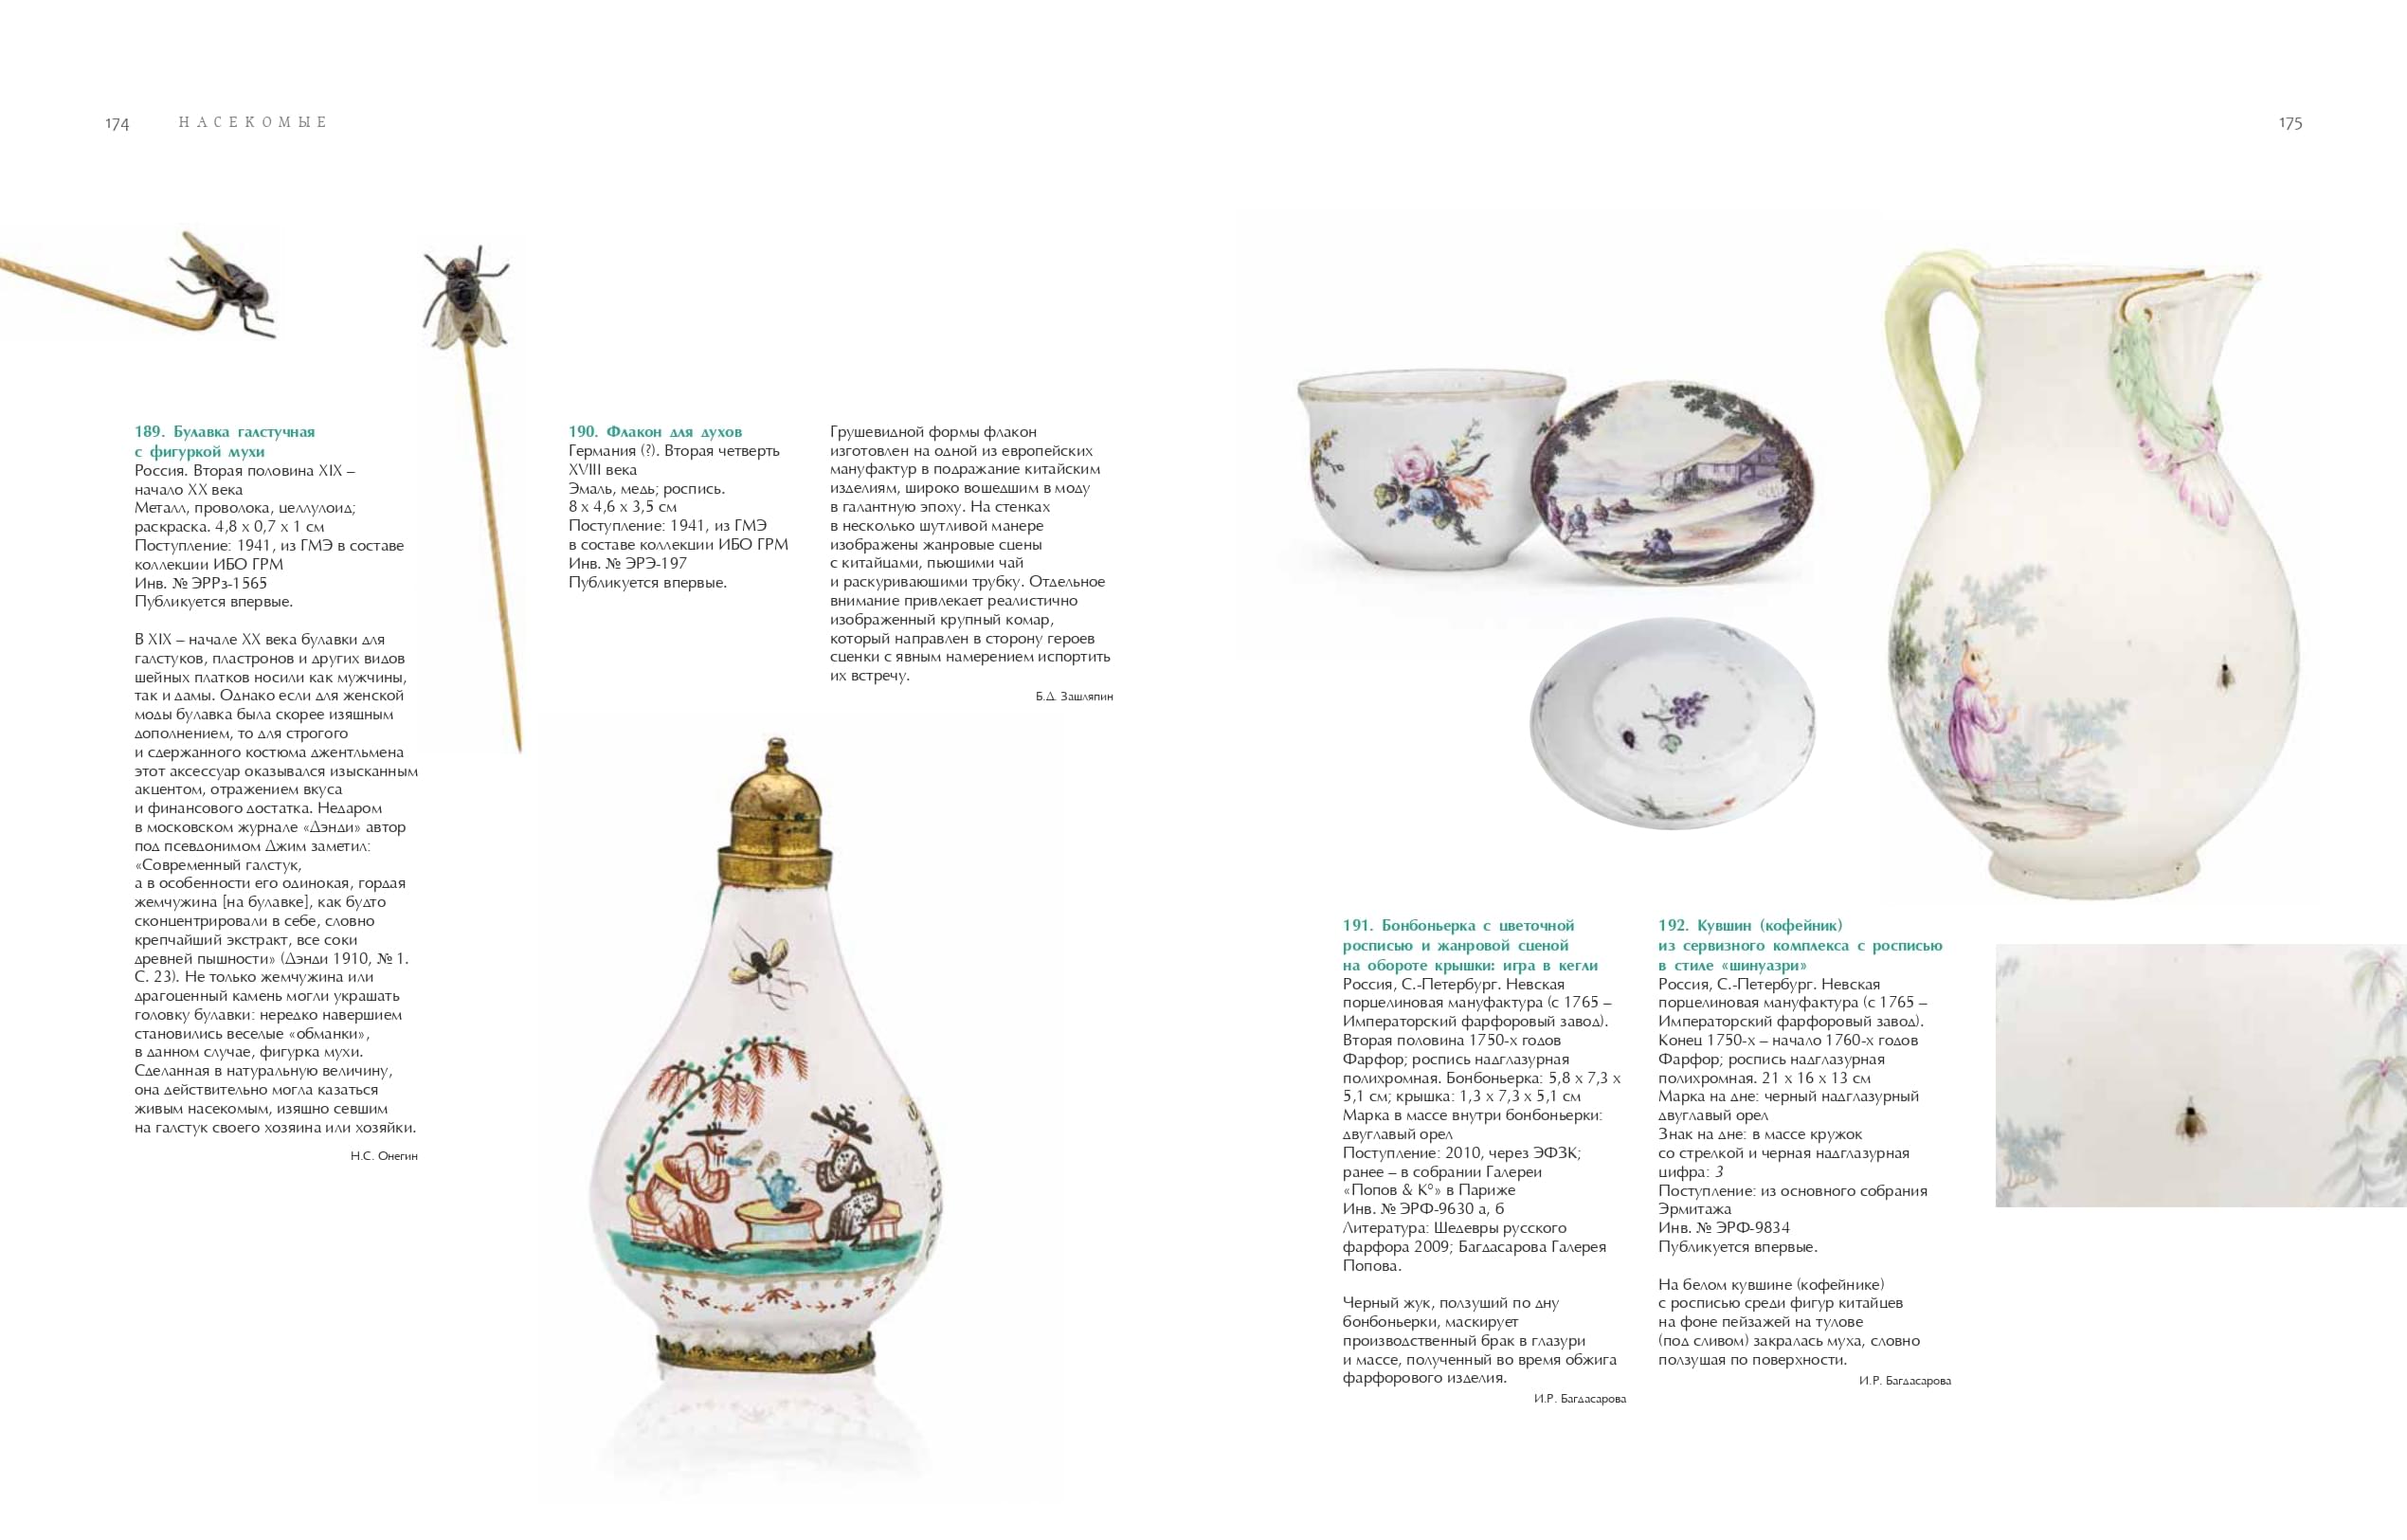 174 НАСЕКОМЫЕ
175
189. Булавка галстучная
с фигуркой мухи
Россия. Вторая половина XIX –
начало XX века
Металл, проволока, целлулоид;
раскраска. 4,8 x 0,7 x 1 см
Поступление: 1941, из ГМЭ в составе
коллекции ИБО ГРМ
Инв. № ЭРРз-1565
Публикуется впервые.
В XIX – начале XX века булавки для
галстуков, пластронов и других видов
шейных платков носили как мужчины,
так и дамы. Однако если для женской
моды булавка была скорее изящным
дополнением, то для строгого
и сдержанного костюма джентльмена
этот аксессуар оказывался изысканным
акцентом, отражением вкуса
и финансового достатка. Недаром
в московском журнале «Дэнди» автор
под псевдонимом Джим заметил:
«Современный галстук,
а в особенности его одинокая, гордая
жемчужина [на булавке], как будто
сконцентрировали в себе, словно
крепчайший экстракт, все соки
древней пышности» (Дэнди 1910, № 1.
С. 23). Не только жемчужина или
драгоценный камень могли украшать
головку булавки: нередко навершием
становились веселые «обманки»,
в данном случае, фигурка мухи.
Сделанная в натуральную величину,
она действительно могла казаться
живым насекомым, изящно севшим
на галстук своего хозяина или хозяйки.
Н.С. Онегин
190. Флакон для духов
Германия (?). Вторая четверть
XVIII века
Эмаль, медь; роспись.
8 x 4,6 x 3,5 см
Поступление: 1941, из ГМЭ
в составе коллекции ИБО ГРМ
Инв. № ЭРЭ-197
Публикуется впервые.
Грушевидной формы флакон
изготовлен на одной из европейских
мануфактур в подражание китайским
изделиям, широко вошедшим в моду
в галантную эпоху. На стенках
в несколько шутливой манере
изображены жанровые сцены
с китайцами, пьющими чай
и раскуривающими трубку. Отдельное
внимание привлекает реалистично
изображенный крупный комар,
который направлен в сторону героев
сценки с явным намерением испортить
их встречу.
Б.Д. Зашляпин
191. Бонбоньерка с цветочной
росписью и жанровой сценой
на обороте крышки: игра в кегли
Россия, С.-Петербург. Невская
порцелиновая мануфактура (с 1765 –
Императорский фарфоровый завод).
Вторая половина 1750-х годов
Фарфор; роспись надглазурная
полихромная. Бонбоньерка: 5,8 x 7,3 x
5,1 см; крышка: 1,3 x 7,3 x 5,1 см
Марка в массе внутри бонбоньерки:
двуглавый орел
Поступление: 2010, через ЭФЗК;
ранее – в собрании Галереи
«Попов & К°» в Париже
Инв. № ЭРФ-9630 а, б
Литература: Шедевры русского
фарфора 2009; Багдасарова Галерея
Попова.
Черный жук, ползущий по дну
бонбоньерки, маскирует
производственный брак в глазури
и массе, полученный во время обжига
фарфорового изделия.
И.Р. Багдасарова
192. Кувшин (кофейник)
из сервизного комплекса с росписью
в стиле «шинуазри»
Россия, С.-Петербург. Невская
порцелиновая мануфактура (с 1765 –
Императорский фарфоровый завод).
Конец 1750-х – начало 1760-х годов
Фарфор; роспись надглазурная
полихромная. 21 x 16 x 13 см
Марка на дне: черный надглазурный
двуглавый орел
Знак на дне: в массе кружок
со стрелкой и черная надглазурная
цифра: 3
Поступление: из основного собрания
Эрмитажа
Инв. № ЭРФ-9834
Публикуется впервые.
На белом кувшине (кофейнике)
с росписью среди фигур китайцев
на фоне пейзажей на тулове
(под сливом) закралась муха, словно
ползущая по поверхности.
И.Р. Багдасарова